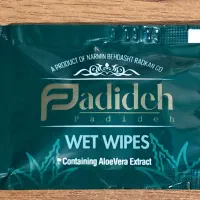 A PRODUCT OF NARMIN BEHDASHT RADKAN CO
Padideh
Padideh
WET WIPES
Containing AloeVera Extract